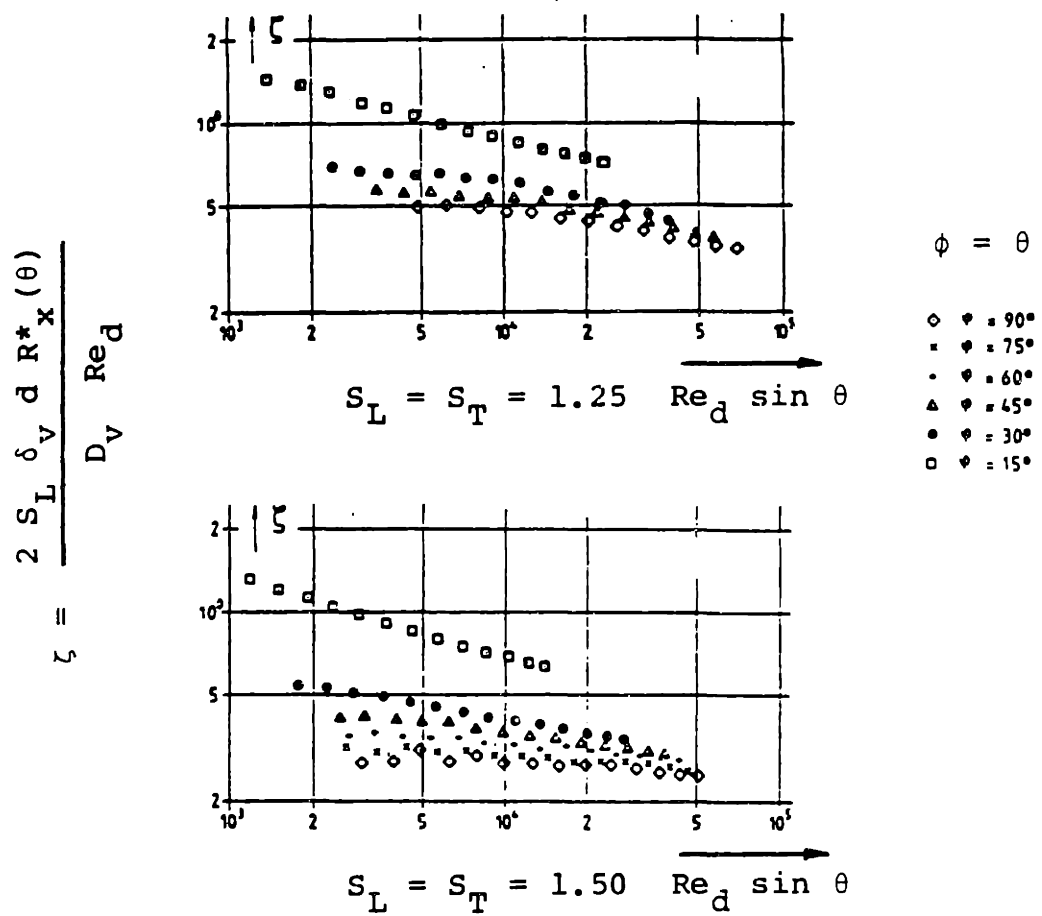 ζ = 2 S_L δ_v d R*_x (θ) / D_v Re_d
ζ
2
10⁰
5
2
10³ 2 5 10⁴ 2 5 10⁵
S_L = S_T = 1.25 Re_d sin θ
φ = θ
◇ φ = 90°
× φ = 75°
• φ = 60°
△ φ = 45°
● φ = 30°
□ φ = 15°
ζ
2
10⁰
5
2
10³ 2 5 10⁴ 2 5 10⁵
S_L = S_T = 1.50 Re_d sin θ